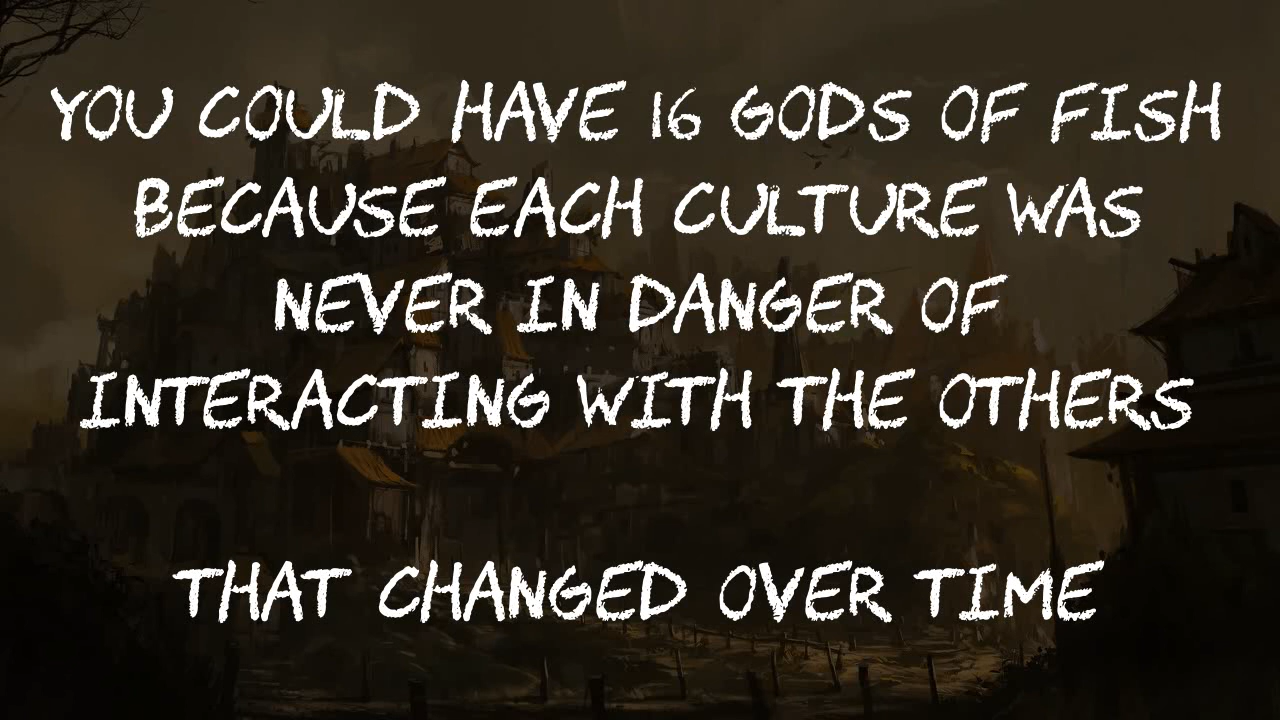 YOU COULD HAVE 16 GODS OF FISH
BECAUSE EACH CULTURE WAS
NEVER IN DANGER OF
INTERACTING WITH THE OTHERS
THAT CHANGED OVER TIME